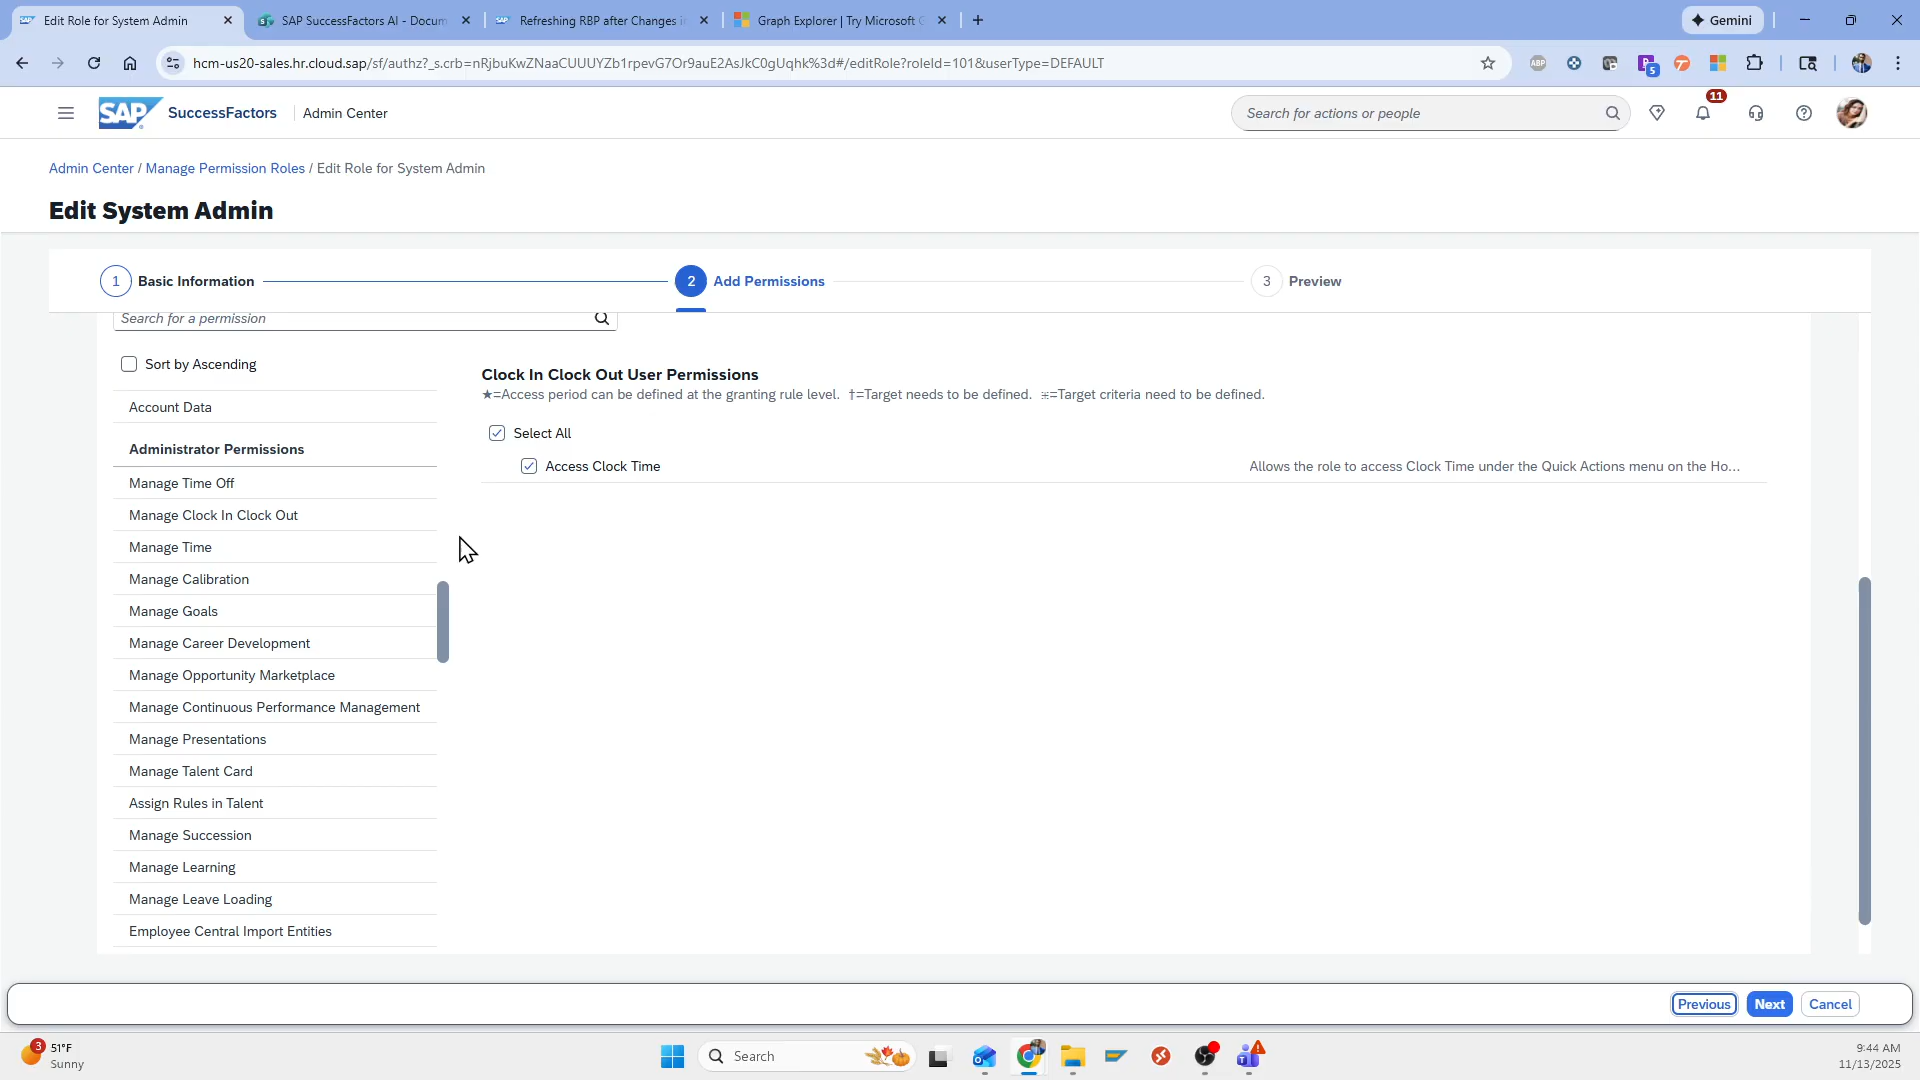 Edit Role for System Admin
SAP SuccessFactors AI - Docum
Refreshing RBP after Changes i
Graph Explorer | Try Microsoft G
Gemini
hcm-us20-sales.hr.cloud.sap/sf/authz?_s.crb=nRjbuKwZNaaCUUUYZb1rpevG7Or9auE2AsJkC0gUqhk%3d#/editRole?roleId=101&userType=DEFAULT
ABP
5
SAP SuccessFactors Admin Center
Search for actions or people
11
Admin Center / Manage Permission Roles / Edit Role for System Admin
Edit System Admin
1 Basic Information
2 Add Permissions
3 Preview
Search for a permission
Sort by Ascending
Account Data
Administrator Permissions
Manage Time Off
Manage Clock In Clock Out
Manage Time
Manage Calibration
Manage Goals
Manage Career Development
Manage Opportunity Marketplace
Manage Continuous Performance Management
Manage Presentations
Manage Talent Card
Assign Rules in Talent
Manage Succession
Manage Learning
Manage Leave Loading
Employee Central Import Entities
Clock In Clock Out User Permissions
★=Access period can be defined at the granting rule level. †=Target needs to be defined. ⩮=Target criteria need to be defined.
Select All
Access Clock Time
Allows the role to access Clock Time under the Quick Actions menu on the Ho...
Previous
Next
Cancel
3
51°F
Sunny
Search
9:44 AM
11/13/2025